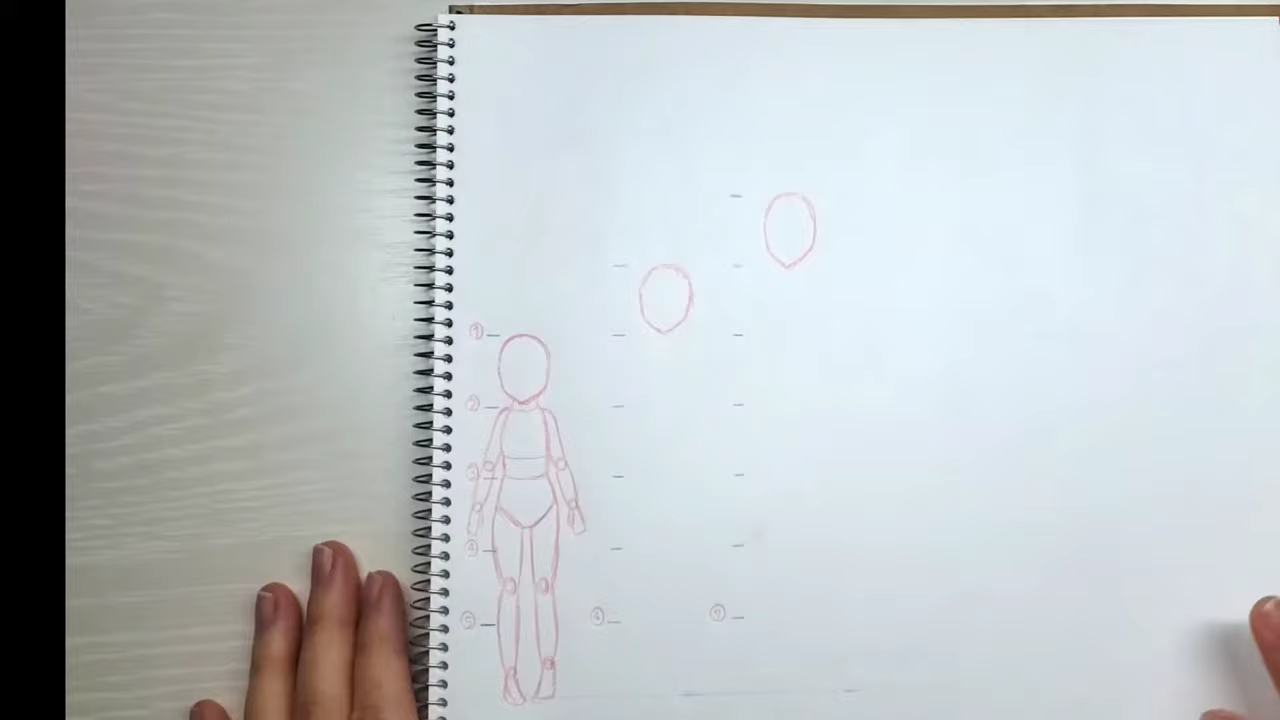 ①
②
③
④
⑤ ⑥ ⑦